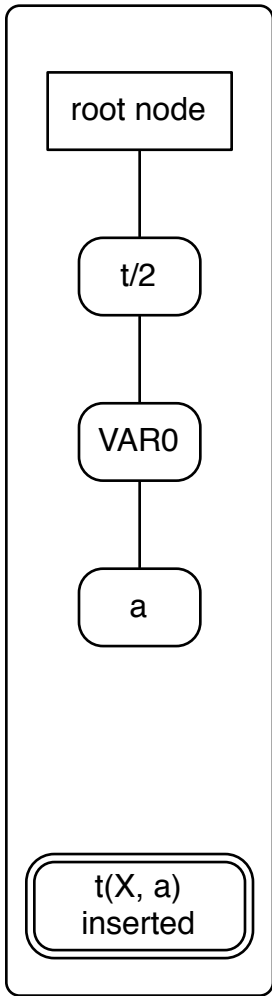 root node
t/2
VAR0
a
t(X, a)
inserted